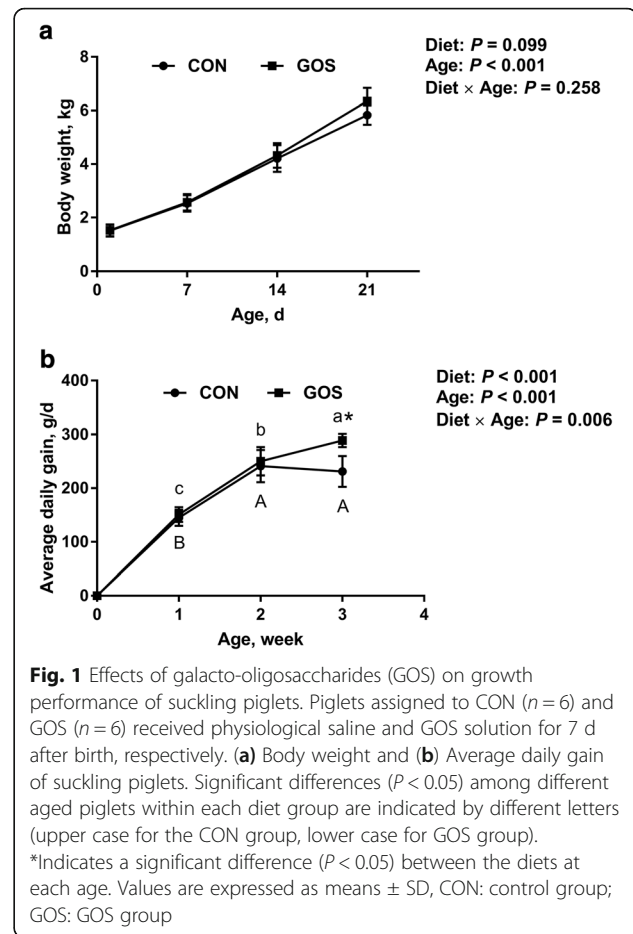 a
CON GOS
Diet: P = 0.099
Age: P < 0.001
Diet × Age: P = 0.258
Body weight, kg
8
6
4
2
0
0 7 14 21
Age, d
b
CON GOS
Diet: P < 0.001
Age: P < 0.001
Diet × Age: P = 0.006
Average daily gain, g/d
400
300
200
100
0
c b a*
B A A
0 1 2 3 4
Age, week
Fig. 1 Effects of galacto-oligosaccharides (GOS) on growth
performance of suckling piglets. Piglets assigned to CON (n = 6) and
GOS (n = 6) received physiological saline and GOS solution for 7 d
after birth, respectively. (a) Body weight and (b) Average daily gain
of suckling piglets. Significant differences (P < 0.05) among different
aged piglets within each diet group are indicated by different letters
(upper case for the CON group, lower case for GOS group).
*Indicates a significant difference (P < 0.05) between the diets at
each age. Values are expressed as means ± SD, CON: control group;
GOS: GOS group